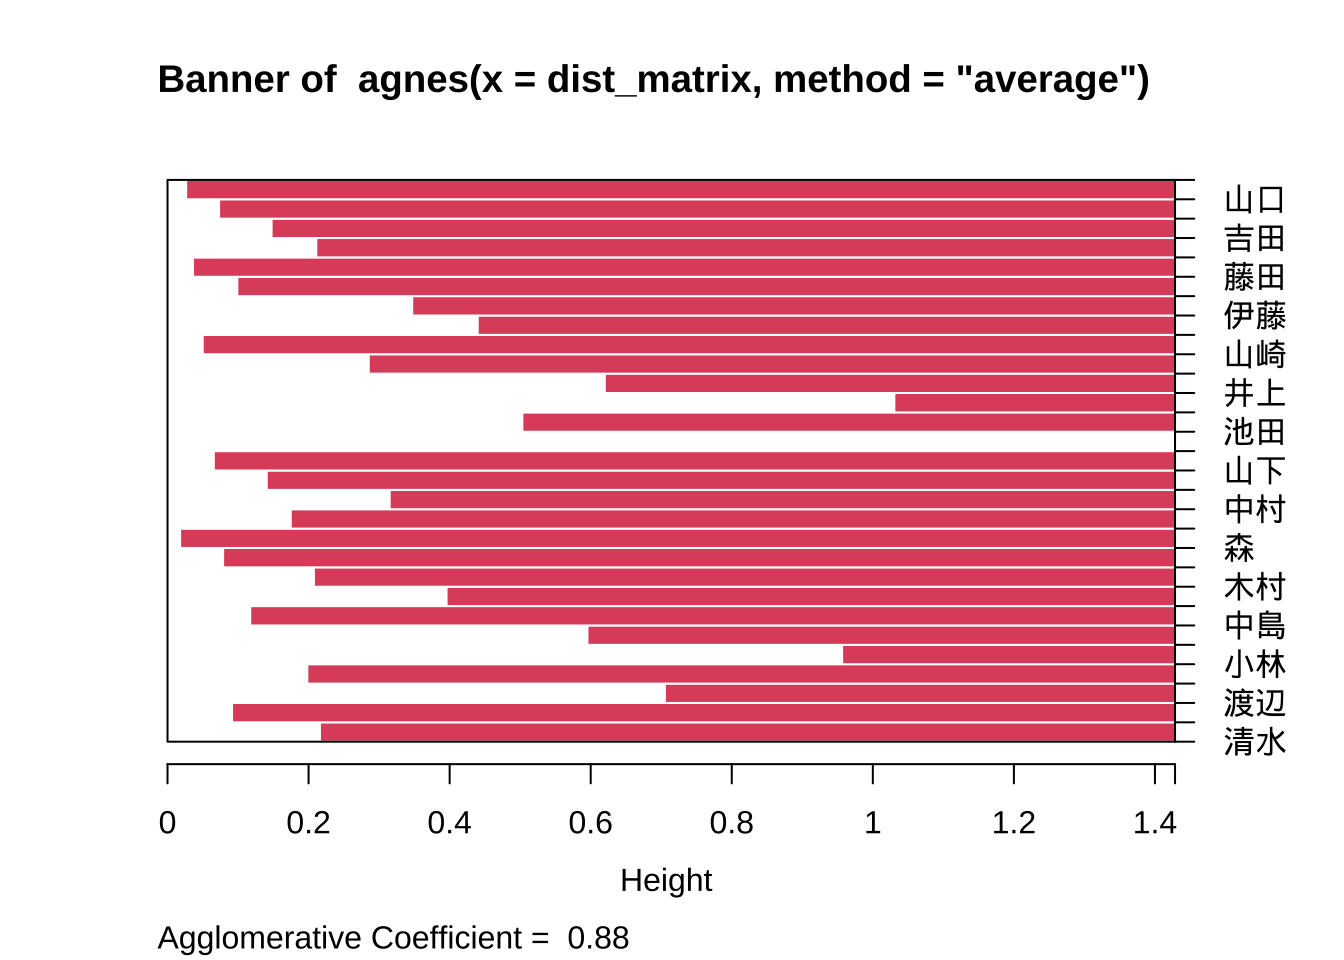 Banner of  agnes(x = dist_matrix, method = "average")
山口
吉田
藤田
伊藤
山崎
井上
池田
山下
中村
森
木村
中島
小林
渡辺
清水
0 0.2 0.4 0.6 0.8 1 1.2 1.4
Height
Agglomerative Coefficient =  0.88